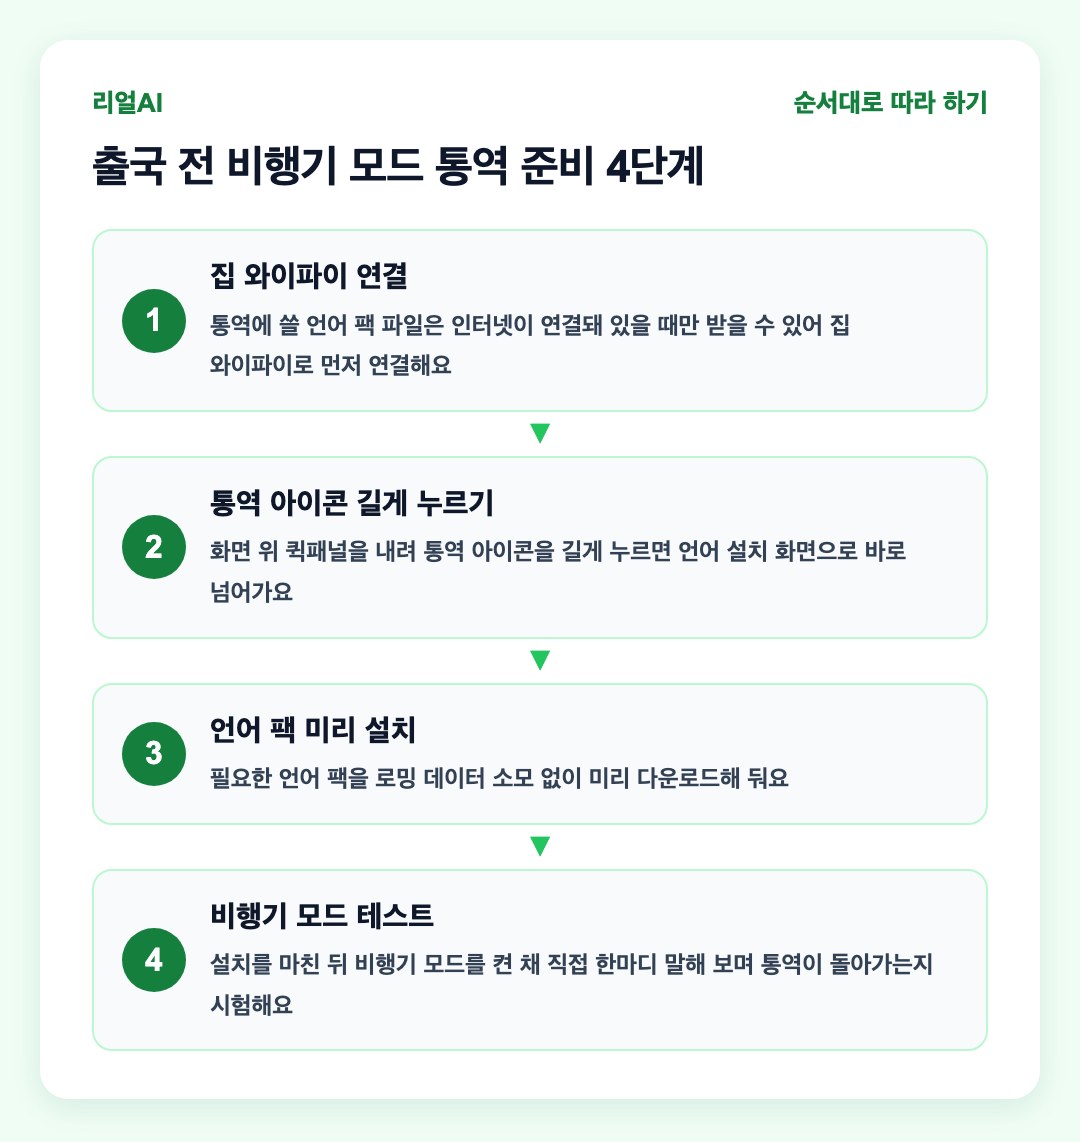 리얼AI
순서대로 따라 하기
출국 전 비행기 모드 통역 준비 4단계
1
집 와이파이 연결
통역에 쓸 언어 팩 파일은 인터넷이 연결돼 있을 때만 받을 수 있어 집
와이파이로 먼저 연결해요
▼
2
통역 아이콘 길게 누르기
화면 위 퀵패널을 내려 통역 아이콘을 길게 누르면 언어 설치 화면으로 바로
넘어가요
▼
3
언어 팩 미리 설치
필요한 언어 팩을 로밍 데이터 소모 없이 미리 다운로드해 둬요
▼
4
비행기 모드 테스트
설치를 마친 뒤 비행기 모드를 켠 채 직접 한마디 말해 보며 통역이 돌아가는지
시험해요